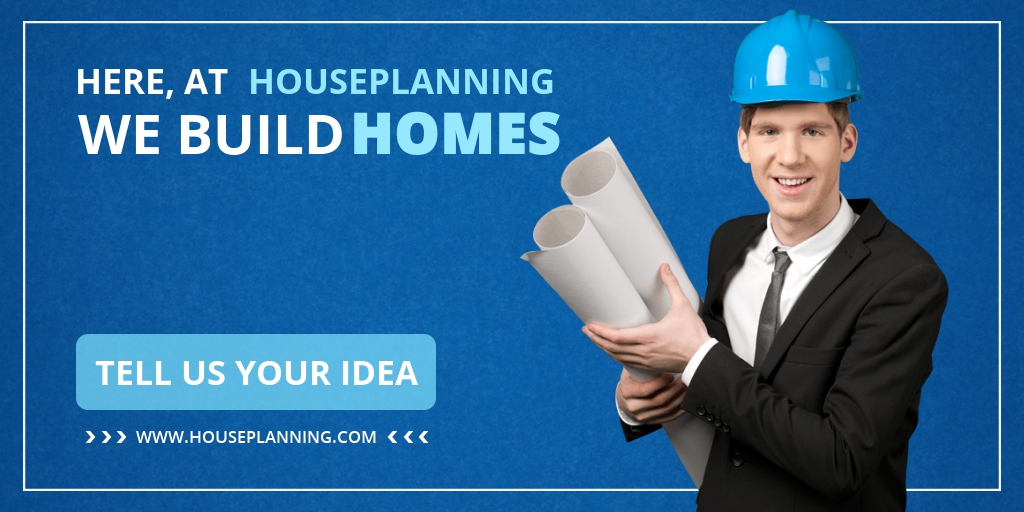 HERE, AT HOUSEPLANNING
WE BUILD HOMES
TELL US YOUR IDEA
WWW.HOUSEPLANNING.COM